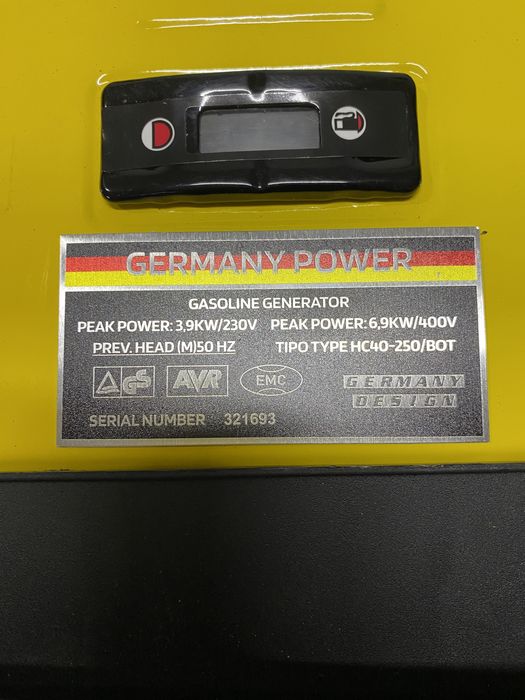 GERMANY POWER
GASOLINE GENERATOR
PEAK POWER: 3,9KW/230V PEAK POWER: 6,9KW/400V
PREV. HEAD (M)50 HZ TIPO TYPE HC40-250/BOT
GS AVR EMC GERMANY
DESIGN
SERIAL NUMBER 321693